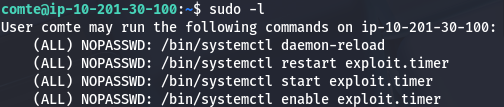 comte@ip-10-201-30-100:~$ sudo -l
User comte may run the following commands on ip-10-201-30-100:
    (ALL) NOPASSWD: /bin/systemctl daemon-reload
    (ALL) NOPASSWD: /bin/systemctl restart exploit.timer
    (ALL) NOPASSWD: /bin/systemctl start exploit.timer
    (ALL) NOPASSWD: /bin/systemctl enable exploit.timer